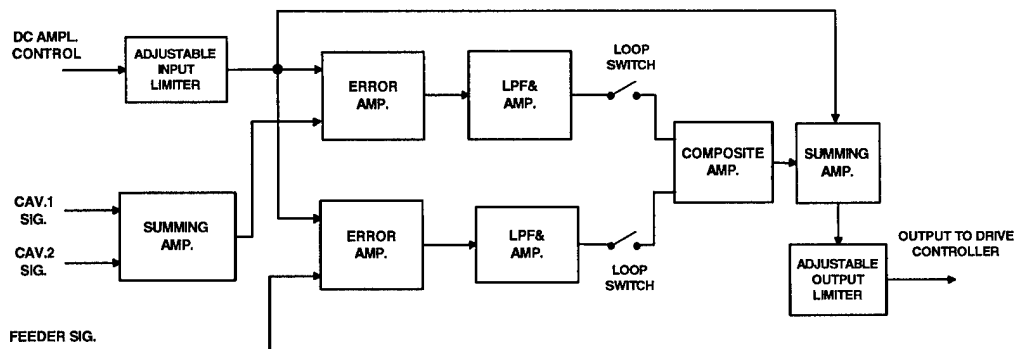 DC AMPL.
CONTROL
ADJUSTABLE
INPUT
LIMITER
ERROR
AMP.
LPF&
AMP.
LOOP
SWITCH
COMPOSITE
AMP.
SUMMING
AMP.
CAV.1
SIG.
CAV.2
SIG.
SUMMING
AMP.
ERROR
AMP.
LPF&
AMP.
LOOP
SWITCH
ADJUSTABLE
OUTPUT
LIMITER
OUTPUT TO DRIVE
CONTROLLER
FEEDER SIG.